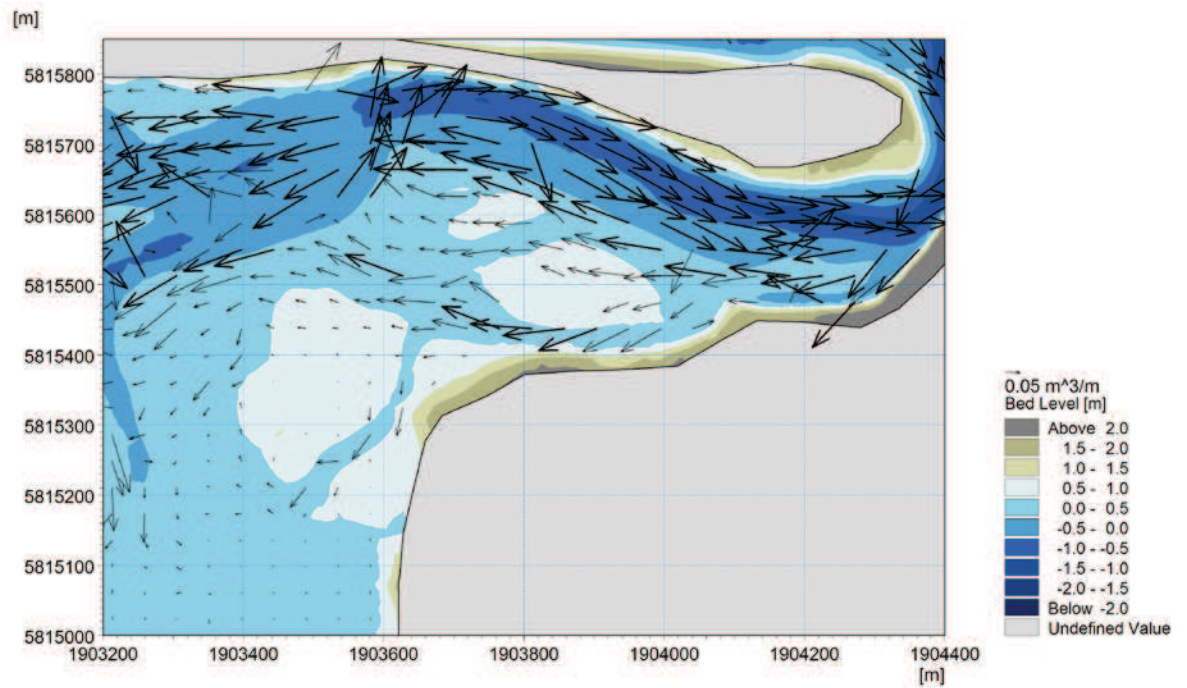 [m]
5815800
5815700
5815600
5815500
5815400
5815300
5815200
5815100
5815000
1903200 1903400 1903600 1903800 1904000 1904200 1904400
[m]
0.05 m^3/m
Bed Level [m]
Above 2.0
1.5 - 2.0
1.0 - 1.5
0.5 - 1.0
0.0 - 0.5
-0.5 - 0.0
-1.0 - -0.5
-1.5 - -1.0
-2.0 - -1.5
Below -2.0
Undefined Value